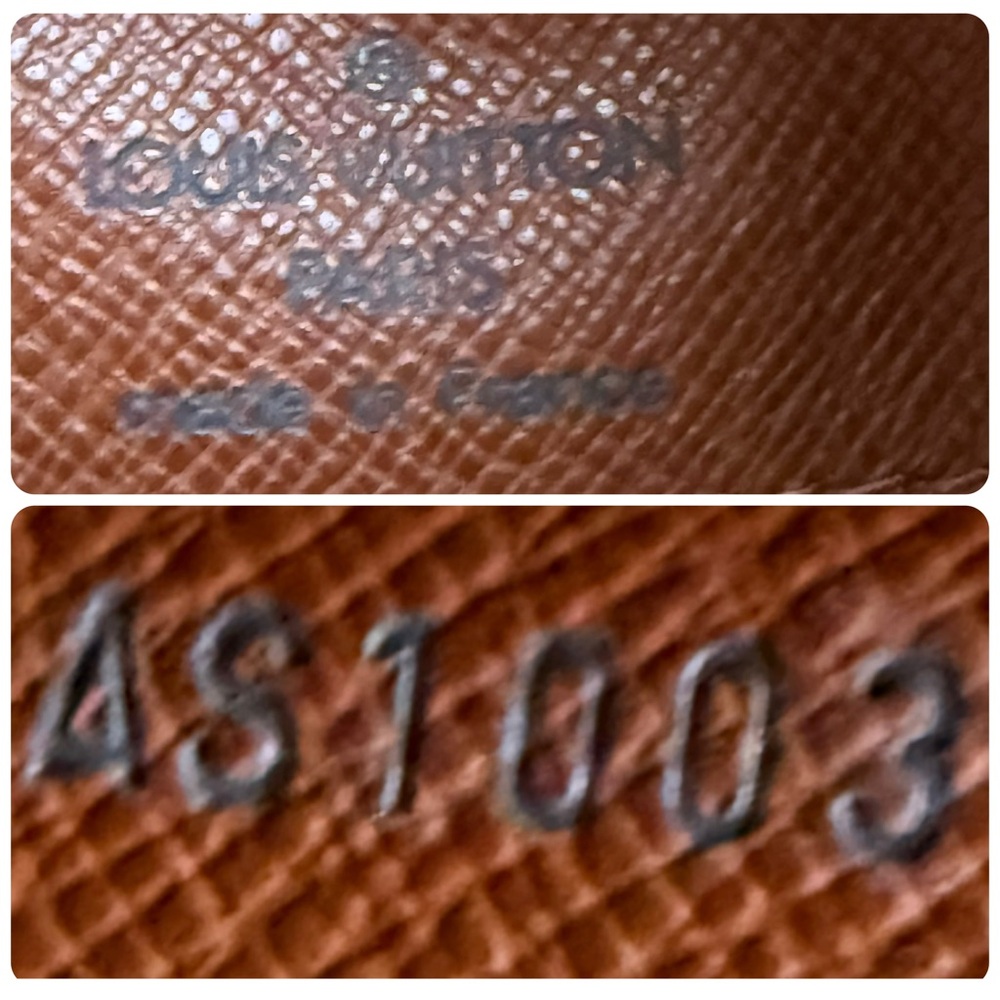 ®
LOUIS VUITTON
PARIS
made in France
AS1003